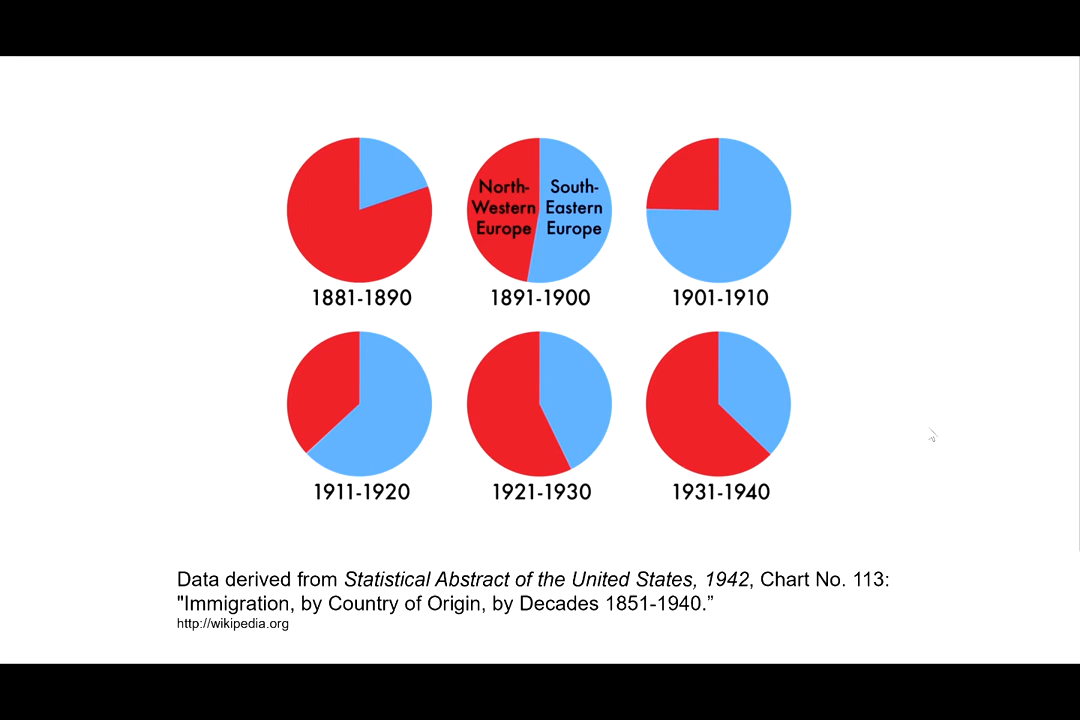 North-
Western
Europe
South-
Eastern
Europe
1881-1890
1891-1900
1901-1910
1911-1920
1921-1930
1931-1940
Data derived from Statistical Abstract of the United States, 1942, Chart No. 113:
"Immigration, by Country of Origin, by Decades 1851-1940.”
http://wikipedia.org